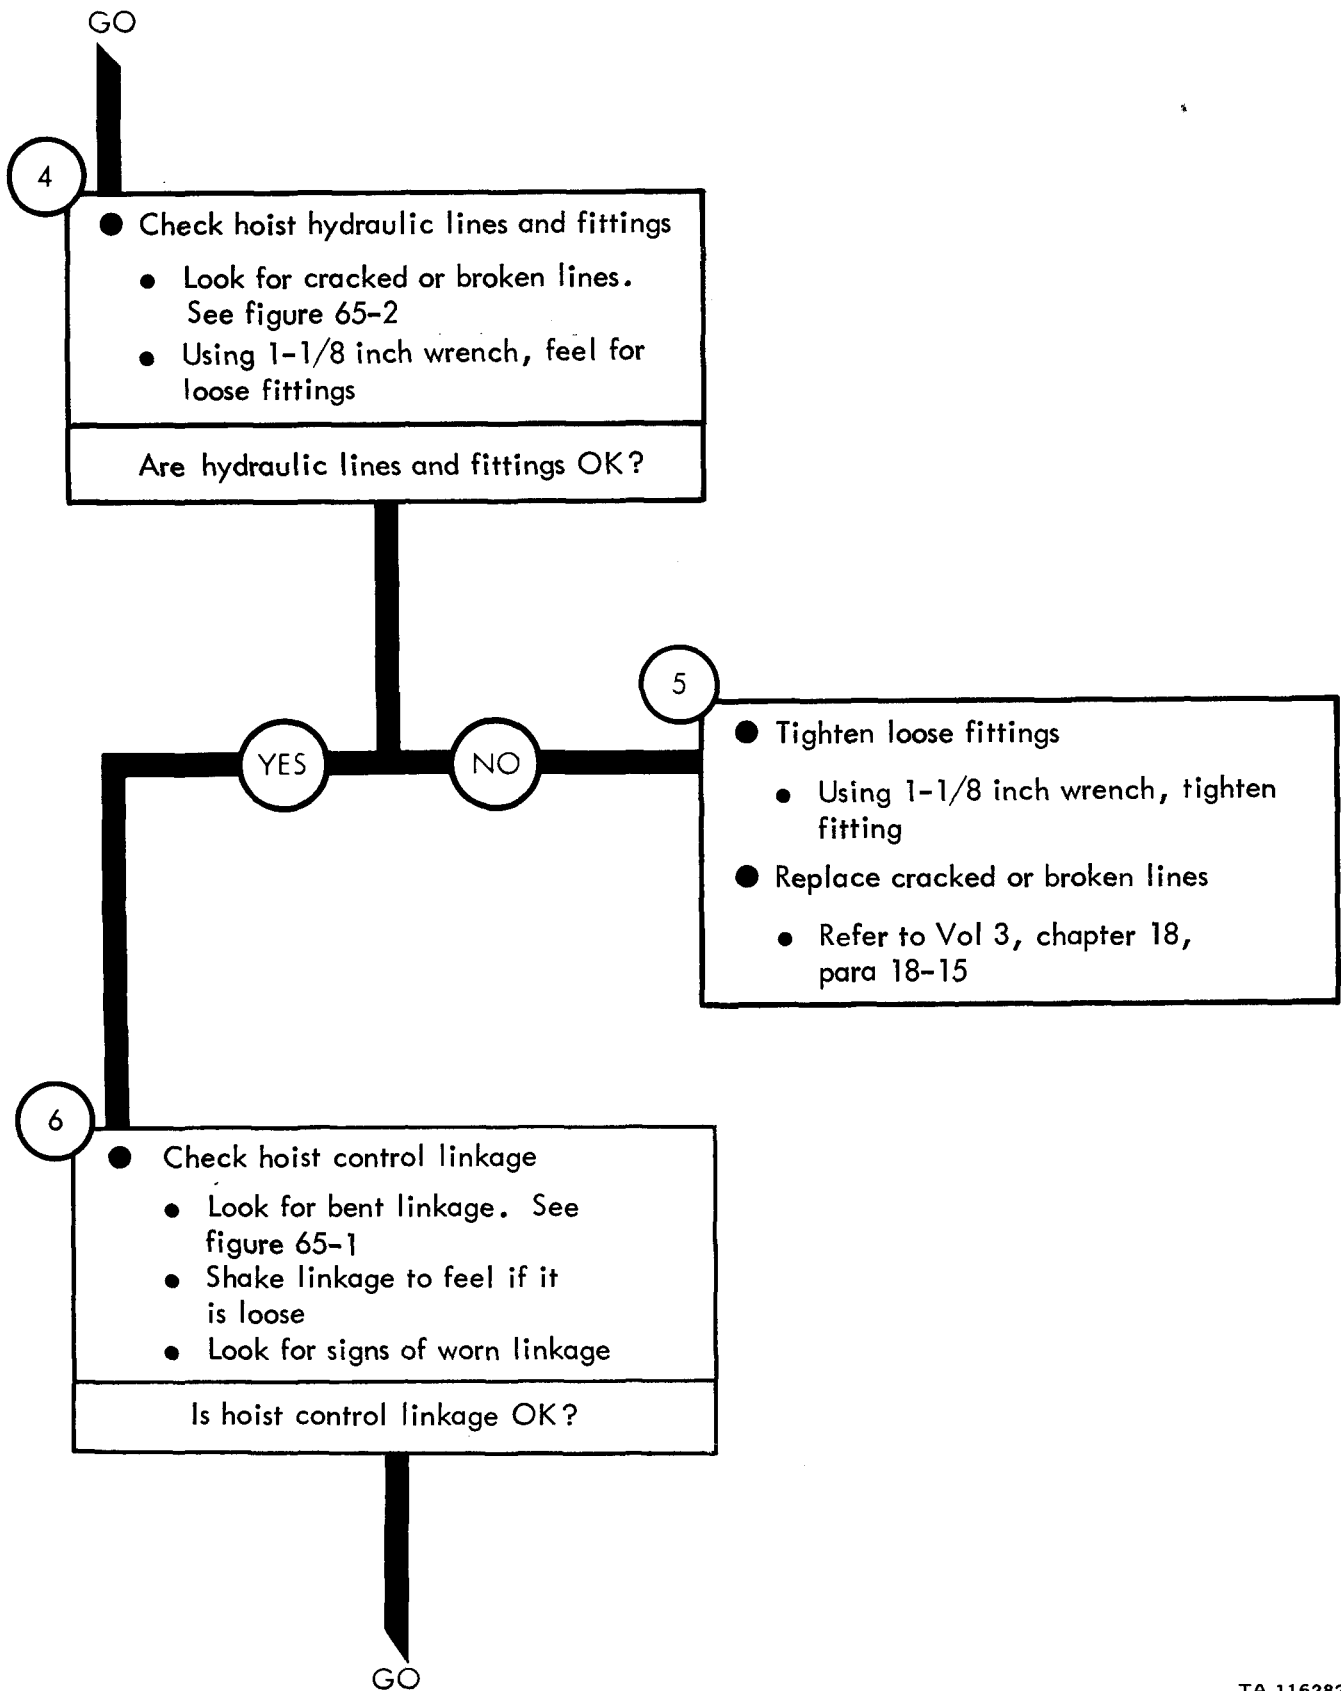 GO
4
● Check hoist hydraulic lines and fittings
● Look for cracked or broken lines.
See figure 65-2
● Using 1-1/8 inch wrench, feel for
loose fittings
Are hydraulic lines and fittings OK?
YES
NO
5
● Tighten loose fittings
● Using 1-1/8 inch wrench, tighten
fitting
● Replace cracked or broken lines
● Refer to Vol 3, chapter 18,
para 18-15
6
● Check hoist control linkage
● Look for bent linkage. See
figure 65-1
● Shake linkage to feel if it
is loose
● Look for signs of worn linkage
Is hoist control linkage OK?
GO
TA 116282